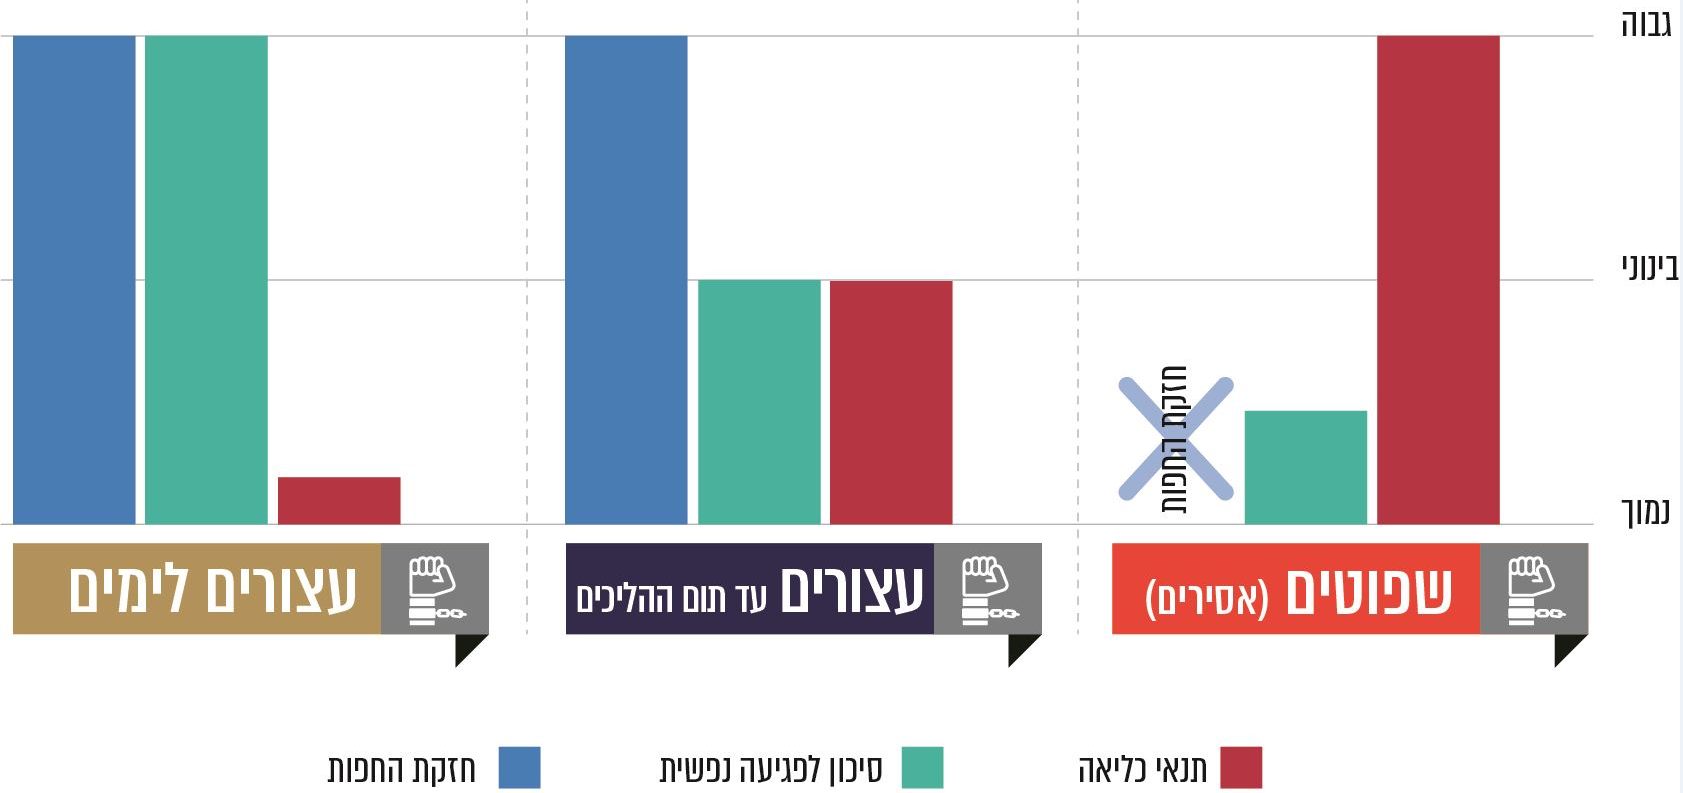 גבוה
בינוני
נמוך
חזקת החפות
שפוטים (אסירים)
עצורים עד תום ההליכים
עצורים לימים
תנאי כליאה
סיכון לפגיעה נפשית
חזקת החפות